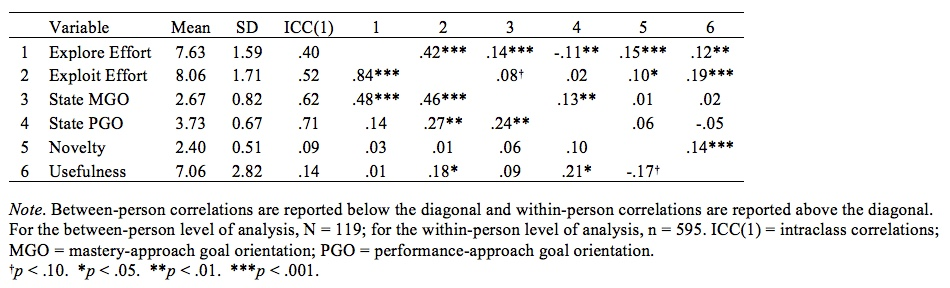 Variable Mean SD ICC(1) 1 2 3 4 5 6
1 Explore Effort 7.63 1.59 .40 .42*** .14*** -.11** .15*** .12**
2 Exploit Effort 8.06 1.71 .52 .84*** .08† .02 .10* .19***
3 State MGO 2.67 0.82 .62 .48*** .46*** .13** .01 .02
4 State PGO 3.73 0.67 .71 .14 .27** .24** .06 -.05
5 Novelty 2.40 0.51 .09 .03 .01 .06 .10 .14***
6 Usefulness 7.06 2.82 .14 .01 .18* .09 .21* -.17†
Note. Between-person correlations are reported below the diagonal and within-person correlations are reported above the diagonal.
For the between-person level of analysis, N = 119; for the within-person level of analysis, n = 595. ICC(1) = intraclass correlations;
MGO = mastery-approach goal orientation; PGO = performance-approach goal orientation.
†p < .10. *p < .05. **p < .01. ***p < .001.